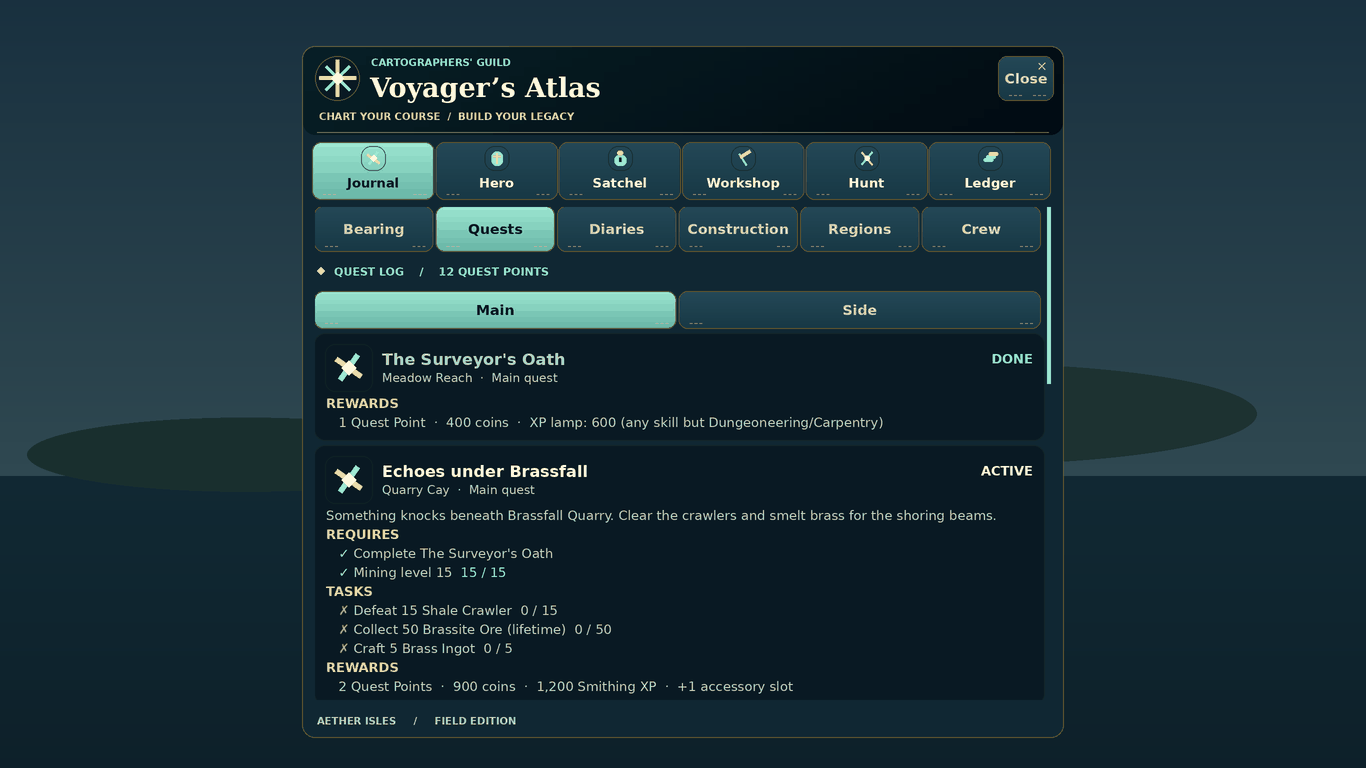 CARTOGRAPHERS' GUILD
Voyager’s Atlas
CHART YOUR COURSE / BUILD YOUR LEGACY
× Close
Journal Hero Satchel Workshop Hunt Ledger
Bearing Quests Diaries Construction Regions Crew
QUEST LOG / 12 QUEST POINTS
Main Side
The Surveyor's Oath DONE
Meadow Reach · Main quest
REWARDS
1 Quest Point · 400 coins · XP lamp: 600 (any skill but Dungeoneering/Carpentry)
Echoes under Brassfall ACTIVE
Quarry Cay · Main quest
Something knocks beneath Brassfall Quarry. Clear the crawlers and smelt brass for the shoring beams.
REQUIRES
✓ Complete The Surveyor's Oath
✓ Mining level 15 15 / 15
TASKS
✗ Defeat 15 Shale Crawler 0 / 15
✗ Collect 50 Brassite Ore (lifetime) 0 / 50
✗ Craft 5 Brass Ingot 0 / 5
REWARDS
2 Quest Points · 900 coins · 1,200 Smithing XP · +1 accessory slot
AETHER ISLES / FIELD EDITION